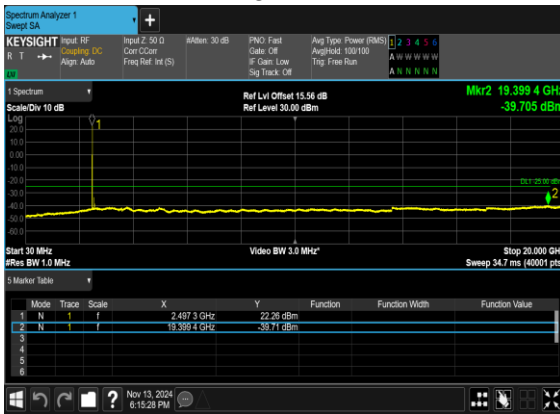 Spectrum Analyzer 1
Swept SA
KEYSIGHT Input: RF Input Z: 50 Ω #Atten: 30 dB PNO: Fast Avg Type: Power (RMS) 1 2 3 4 5 6
R T Coupling: DC Corr CCorr Gate: Off Avg|Hold: 100/100 A W W W W W
Align: Auto Freq Ref: Int (S) IF Gain: Low Trig: Free Run
Sig Track: Off A N N N N N
1 Spectrum
Ref Lvl Offset 15.56 dB Mkr2 19.399 4 GHz
Scale/Div 10 dB Ref Level 30.00 dBm -39.705 dBm
Log
20.0
10.0
0.00
-10.0
-20.0
-30.0
-40.0
-50.0
-60.0
1
2
Start 30 MHz Video BW 3.0 MHz* Stop 20.000 GH
#Res BW 1.0 MHz Sweep 34.7 ms (40001 pts
5 Marker Table
Mode Trace Scale X Y Function Function Width Function Value
1 N 1 f 2.497 3 GHz 22.26 dBm
2 N 1 f 19.399 4 GHz -39.71 dBm
3
4
5
6
? Nov 13, 2024
6:15:28 PM